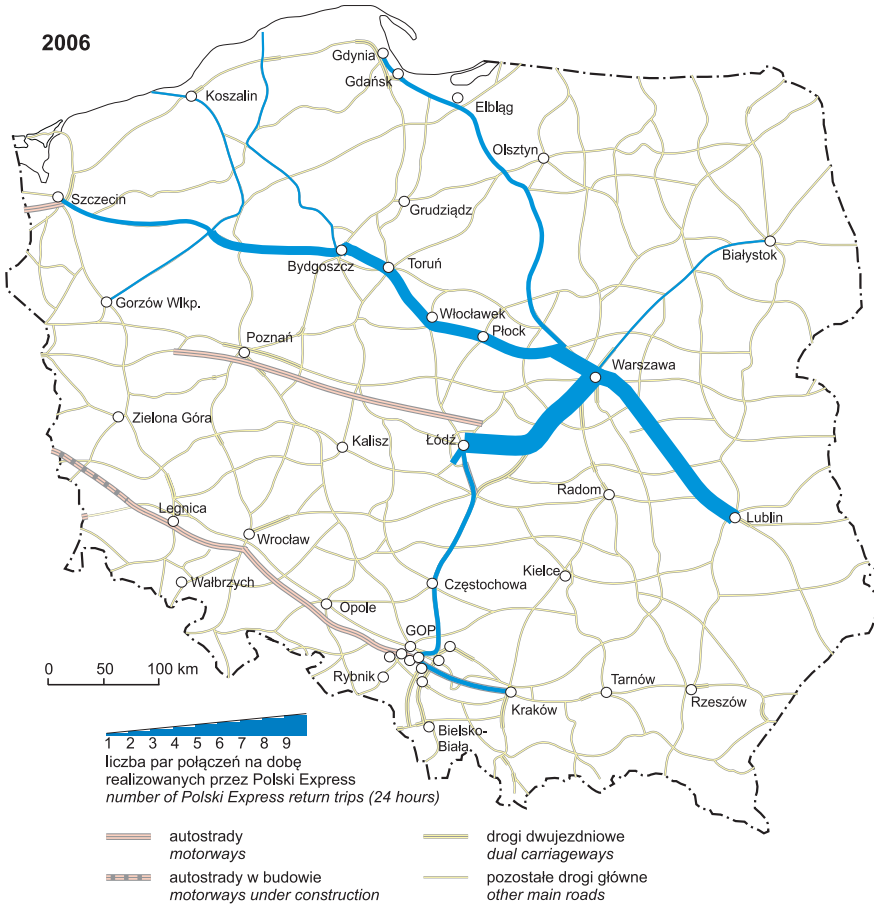 2006
Gdynia
Gdańsk
Koszalin
Elbląg
Olsztyn
Szczecin
Grudziądz
Białystok
Bydgoszcz
Toruń
Gorzów Wlkp.
Włocławek
Płock
Poznań
Warszawa
Zielona Góra
Kalisz
Łódź
Radom
Legnica
Lublin
Wrocław
Kielce
Wałbrzych
Częstochowa
Opole
GOP
0 50 100 km
Rybnik
Tarnów
Kraków
Rzeszów
Bielsko-
Biała
1 2 3 4 5 6 7 8 9
liczba par połączeń na dobę
realizowanych przez Polski Express
number of Polski Express return trips (24 hours)
autostrady
motorways
drogi dwujezdniowe
dual carriageways
autostrady w budowie
motorways under construction
pozostałe drogi główne
other main roads